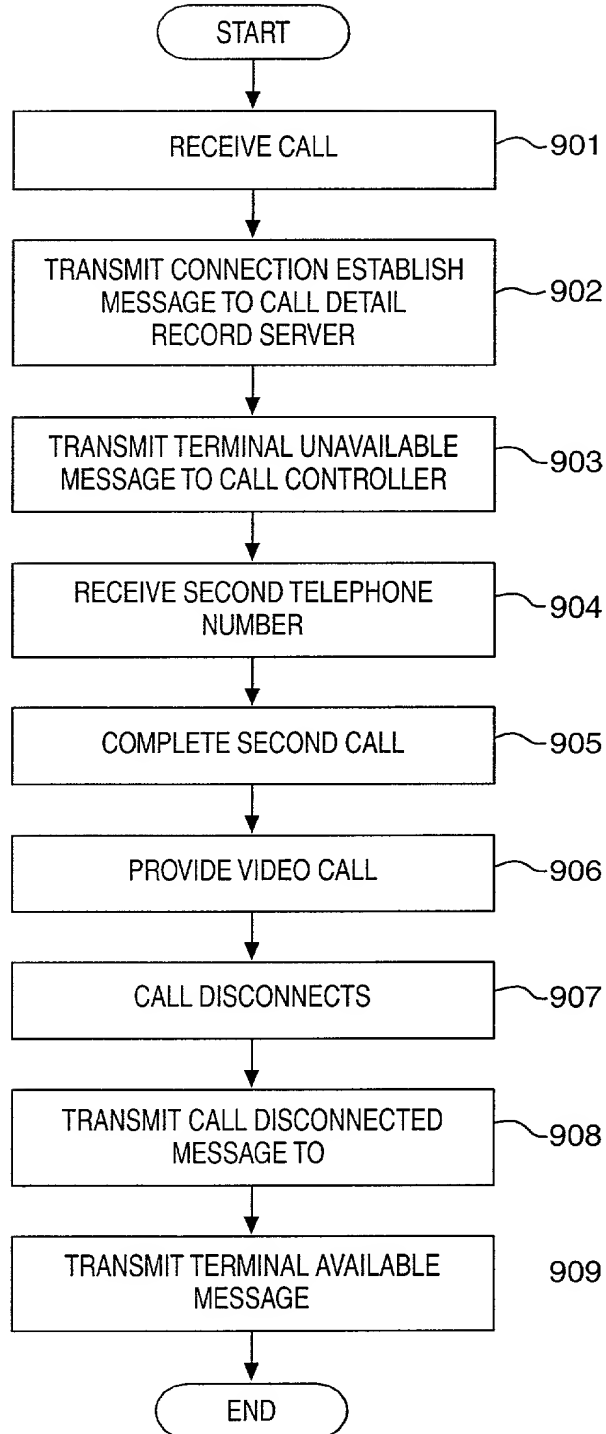 START
RECEIVE CALL
901
TRANSMIT CONNECTION ESTABLISH
MESSAGE TO CALL DETAIL
RECORD SERVER
902
TRANSMIT TERMINAL UNAVAILABLE
MESSAGE TO CALL CONTROLLER
903
RECEIVE SECOND TELEPHONE
NUMBER
904
COMPLETE SECOND CALL
905
PROVIDE VIDEO CALL
906
CALL DISCONNECTS
907
TRANSMIT CALL DISCONNECTED
MESSAGE TO
908
TRANSMIT TERMINAL AVAILABLE
MESSAGE
909
END